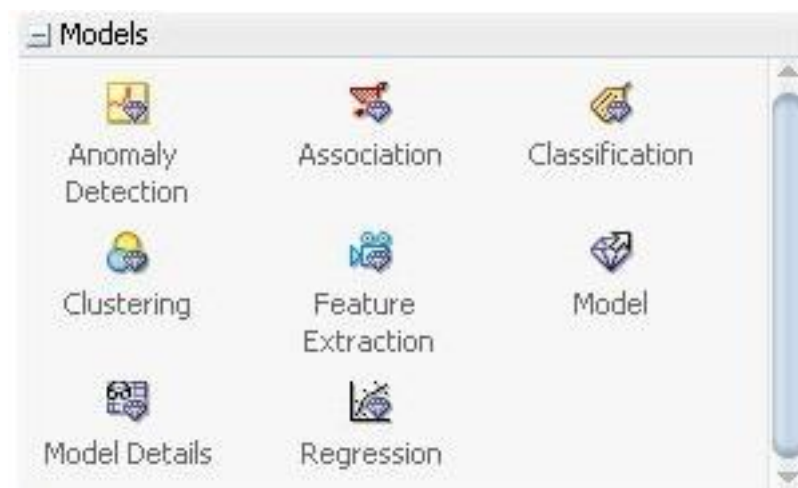 Models
Anomaly
Detection
Association
Classification
Clustering
Feature
Extraction
Model
Model Details
Regression